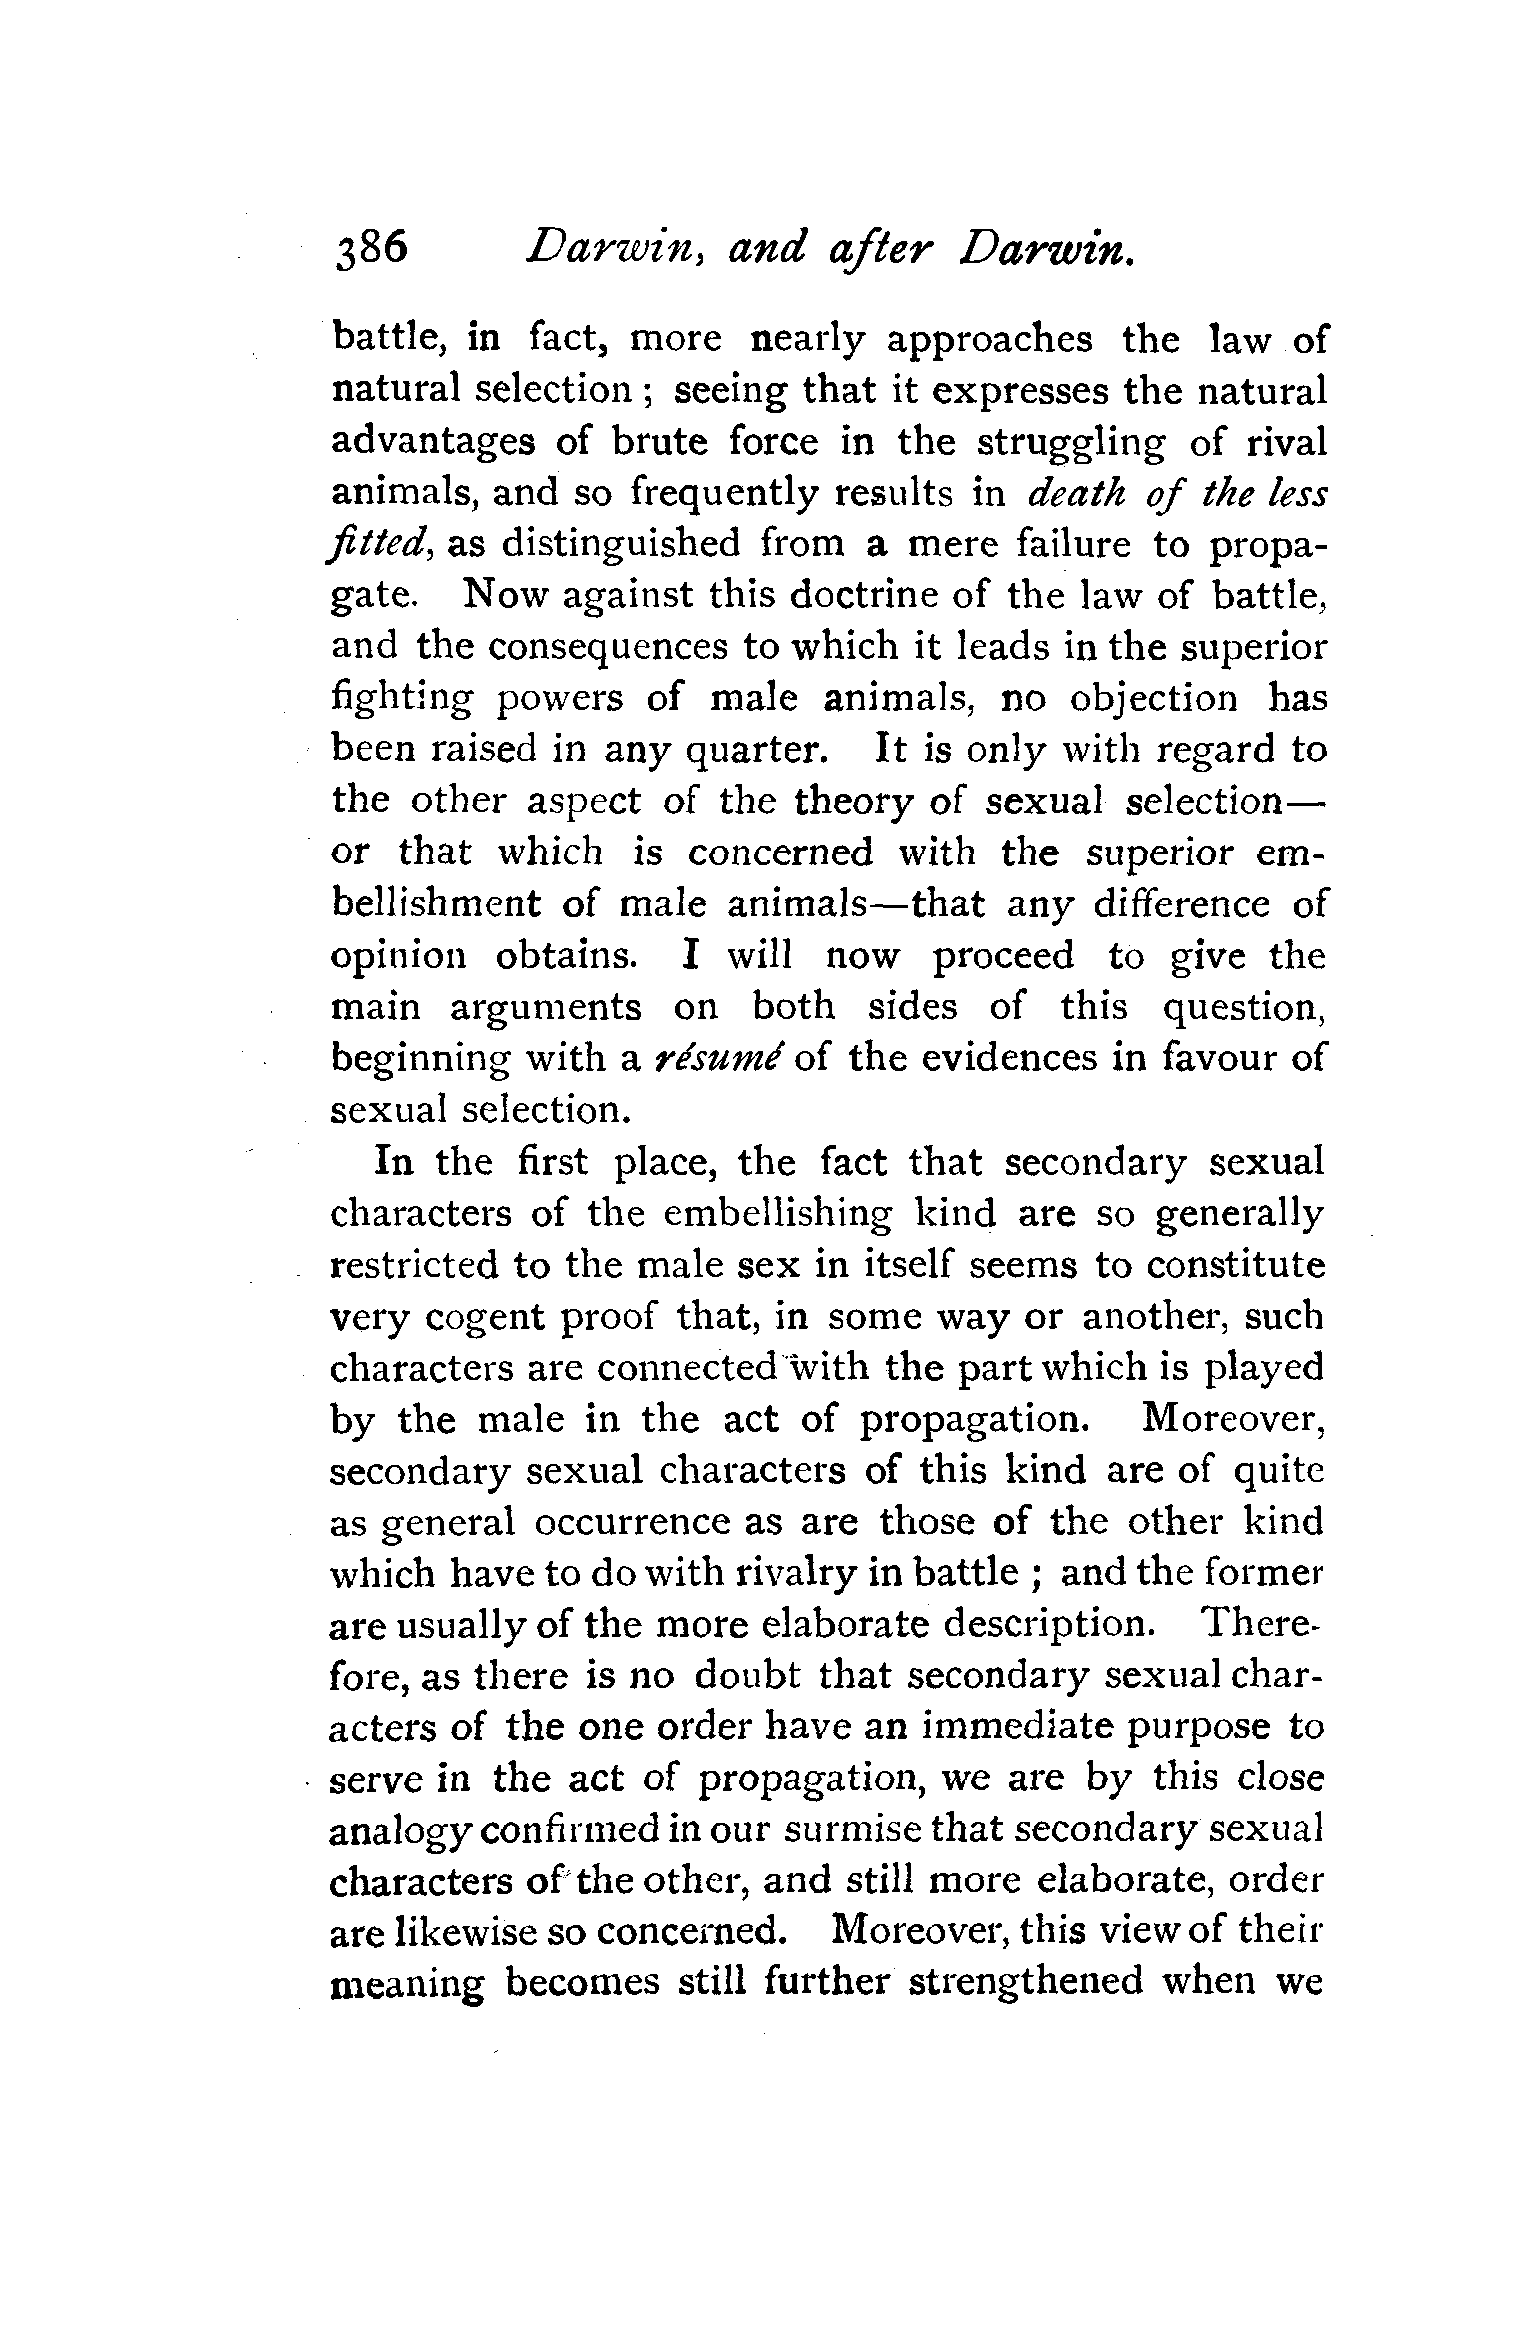 386 Darwin, and after Darwin.
battle, in fact, more nearly approaches the law of
natural selection ; seeing that it expresses the natural
advantages of brute force in the struggling of rival
animals, and so frequently results in death of the less
fitted, as distinguished from a mere failure to propa-
gate. Now against this doctrine of the law of battle,
and the consequences to which it leads in the superior
fighting powers of male animals, no objection has
been raised in any quarter. It is only with regard to
the other aspect of the theory of sexual selection—
or that which is concerned with the superior em-
bellishment of male animals—that any difference of
opinion obtains. I will now proceed to give the
main arguments on both sides of this question,
beginning with a résumé of the evidences in favour of
sexual selection.
In the first place, the fact that secondary sexual
characters of the embellishing kind are so generally
restricted to the male sex in itself seems to constitute
very cogent proof that, in some way or another, such
characters are connected with the part which is played
by the male in the act of propagation. Moreover,
secondary sexual characters of this kind are of quite
as general occurrence as are those of the other kind
which have to do with rivalry in battle ; and the former
are usually of the more elaborate description. There-
fore, as there is no doubt that secondary sexual char-
acters of the one order have an immediate purpose to
serve in the act of propagation, we are by this close
analogy confirmed in our surmise that secondary sexual
characters of the other, and still more elaborate, order
are likewise so concerned. Moreover, this view of their
meaning becomes still further strengthened when we